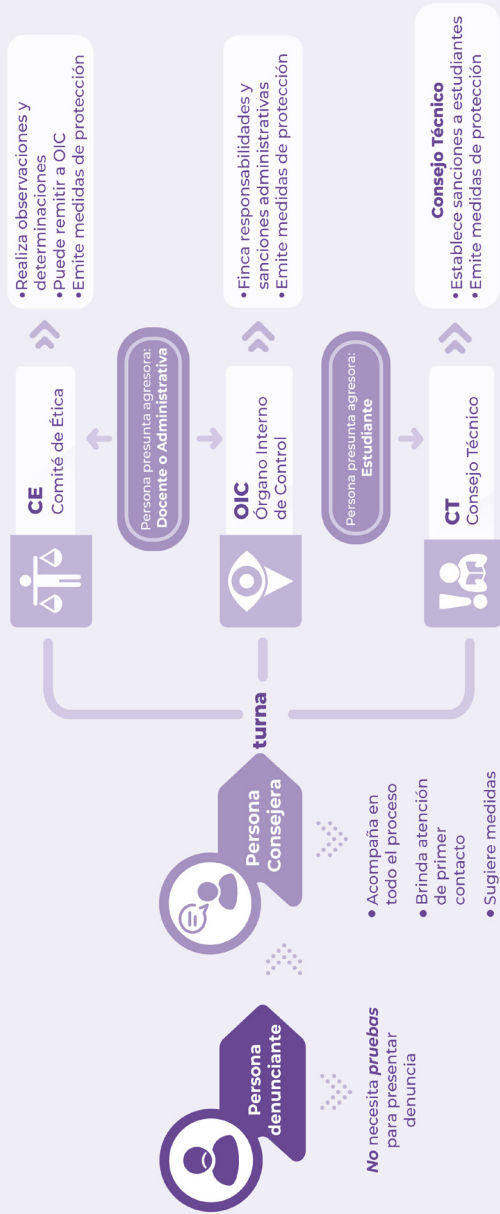 Persona
denunciante
No necesita pruebas
para presentar
denuncia
Persona
Consejera
• Acompaña en
todo el proceso
• Brinda atención
de primer
contacto
• Sugiere medidas
turna
CE
Comité de Ética
• Realiza observaciones y
determinaciones
• Puede remitir a OIC
• Emite medidas de protección
Persona presunta agresora:
Docente o Administrativa
OIC
Órgano Interno
de Control
• Finca responsabilidades y
sanciones administrativas
• Emite medidas de protección
Persona presunta agresora:
Estudiante
CT
Consejo Técnico
Consejo Técnico
• Establece sanciones a estudiantes
• Emite medidas de protección